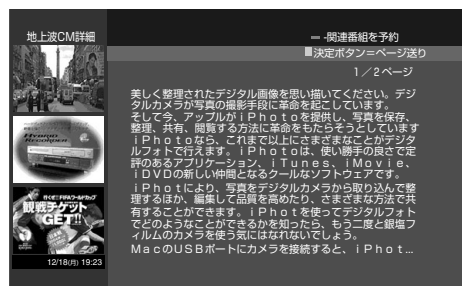 地上波CM詳細
-関連番組を予約
決定ボタン=ページ送り
1/2ページ
美しく整理されたデジタル画像を思い描いてください。デジ
タルカメラが写真の撮影手段に革命を起こしています。
そして今、アップルがiPhotoを提供し、写真を保存、
整理、共有、閲覧する方法に革命をもたらそうとしています
iPhotoなら、これまで以上にさまざまなことがデジタ
ルフォトで行えます。iPhotoは、使い勝手の良さで定
評のあるアプリケーション、iTunes、iMovie、
iDVDの新しい仲間となるクールなソフトウェアです。
iPhotにより、写真をデジタルカメラから取り込んで整
理するほか、編集して品質を高めたり、さまざまな方法で共
有することができます。iPhotを使ってデジタルフォト
でどのようなことができるかを知ったら、もう二度と銀塩フ
ィルムのカメラを使う気にはなれないでしょう。
MacのUSBポートにカメラを接続すると、iPhot…
Hybrid
Recorder
行くぞ!FIFAワールドカップ
観戦チケット
GET!!
12/18(月) 19:23